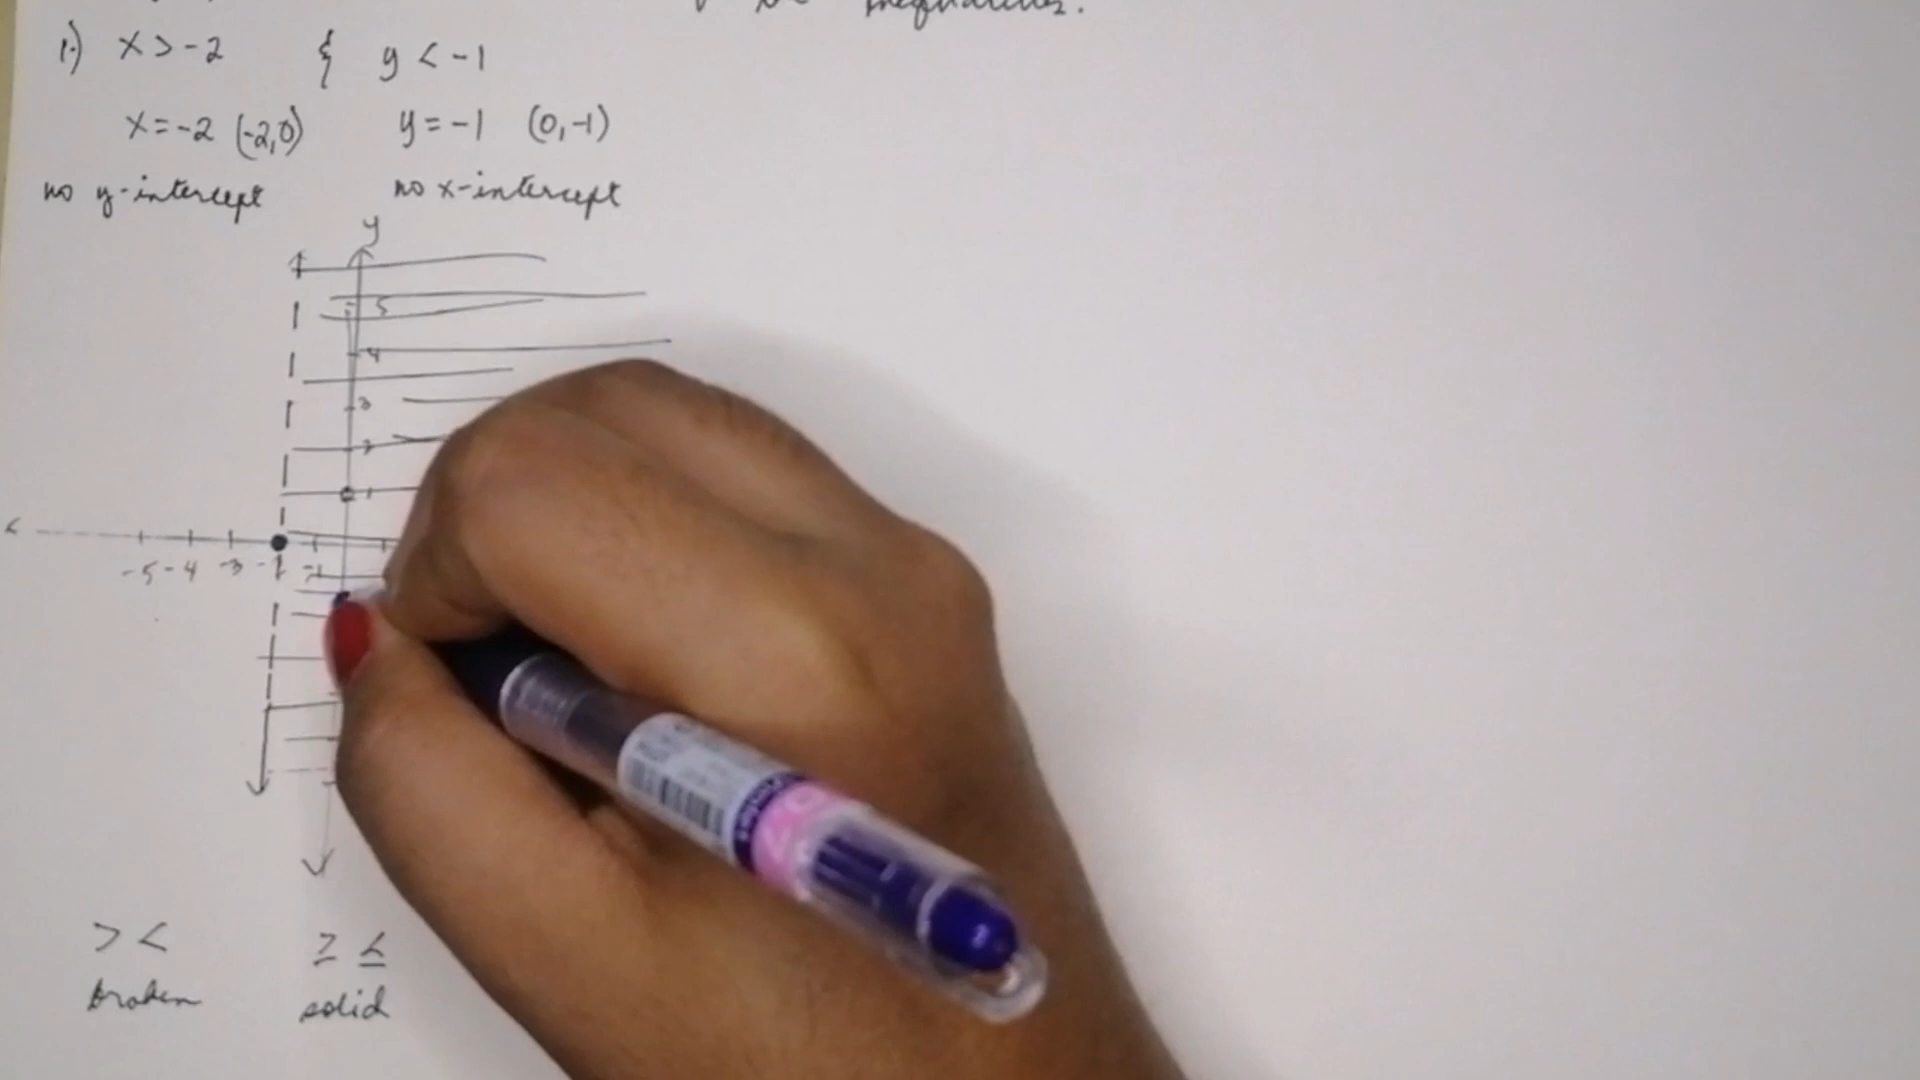 inequalities.
1.) x > -2 { y < -1
x = -2 (-2,0) y = -1 (0,-1)
no y-intercept no x-intercept
y
5
4
3
2
1
-5 -4 -3 -2 -1
> < ≥ ≤
broken solid